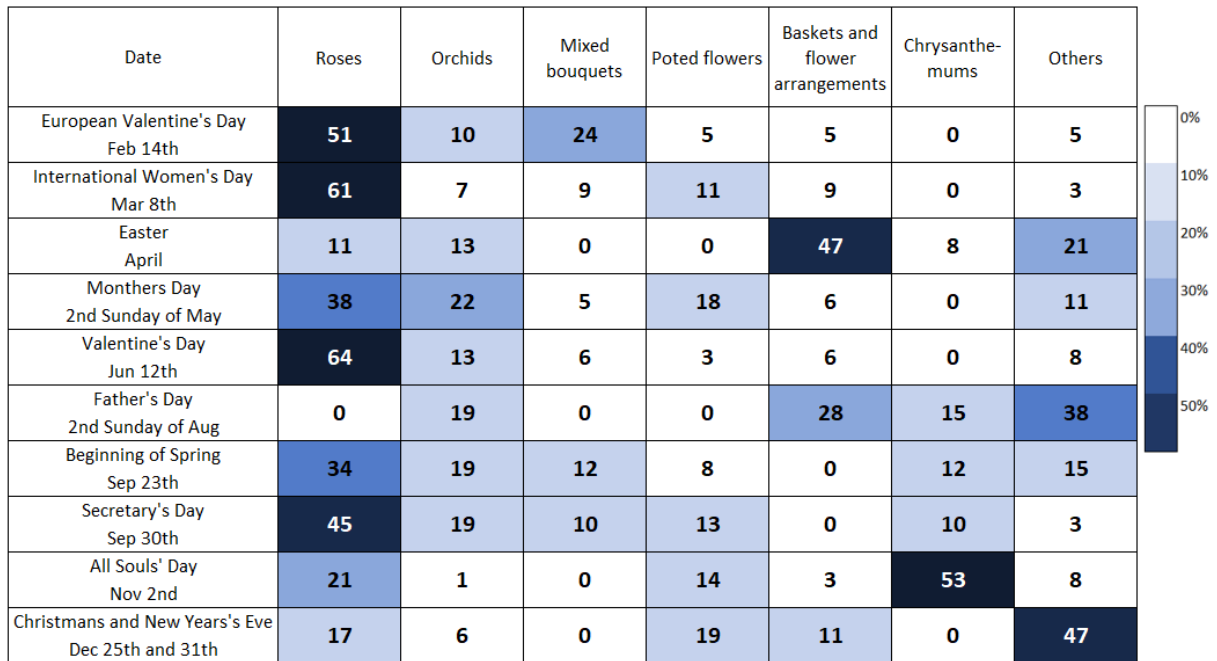 Date Roses Orchids Mixed bouquets Poted flowers Baskets and flower arrangements Chrysanthe-mums Others
European Valentine's Day
Feb 14th 51 10 24 5 5 0 5
International Women's Day
Mar 8th 61 7 9 11 9 0 3
Easter
April 11 13 0 0 47 8 21
Monthers Day
2nd Sunday of May 38 22 5 18 6 0 11
Valentine's Day
Jun 12th 64 13 6 3 6 0 8
Father's Day
2nd Sunday of Aug 0 19 0 0 28 15 38
Beginning of Spring
Sep 23th 34 19 12 8 0 12 15
Secretary's Day
Sep 30th 45 19 10 13 0 10 3
All Souls' Day
Nov 2nd 21 1 0 14 3 53 8
Christmans and New Years's Eve
Dec 25th and 31th 17 6 0 19 11 0 47
0%
10%
20%
30%
40%
50%